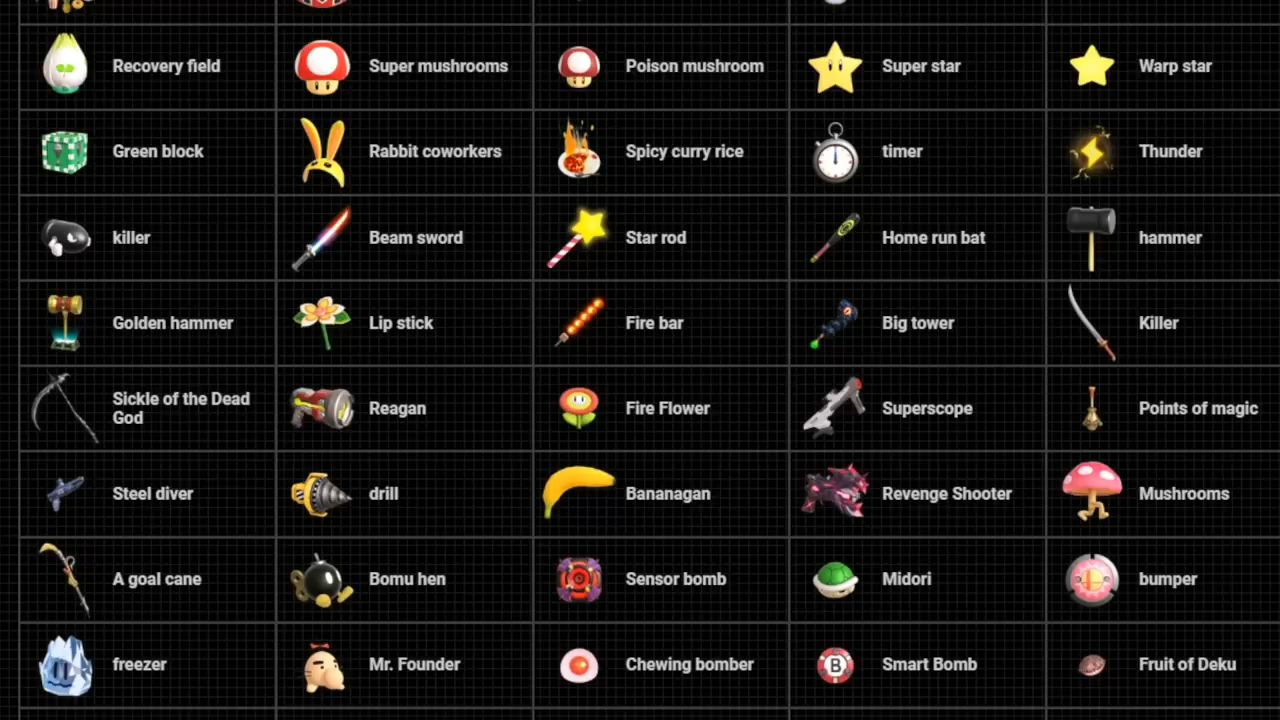 Recovery field
Super mushrooms
Poison mushroom
Super star
Warp star
Green block
Rabbit coworkers
Spicy curry rice
timer
Thunder
killer
Beam sword
Star rod
Home run bat
hammer
Golden hammer
Lip stick
Fire bar
Big tower
Killer
Sickle of the Dead
God
Reagan
Fire Flower
Superscope
Points of magic
Steel diver
drill
Bananagan
Revenge Shooter
Mushrooms
A goal cane
Bomu hen
Sensor bomb
Midori
bumper
freezer
Mr. Founder
Chewing bomber
B
Smart Bomb
Fruit of Deku